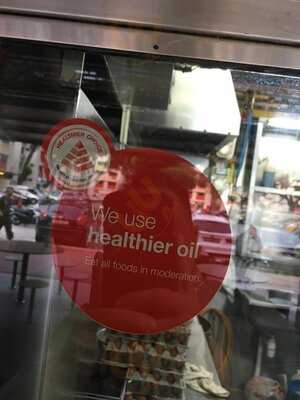 HEALTHIER CHOICE
We use
healthier oil
Eat all foods in moderation.